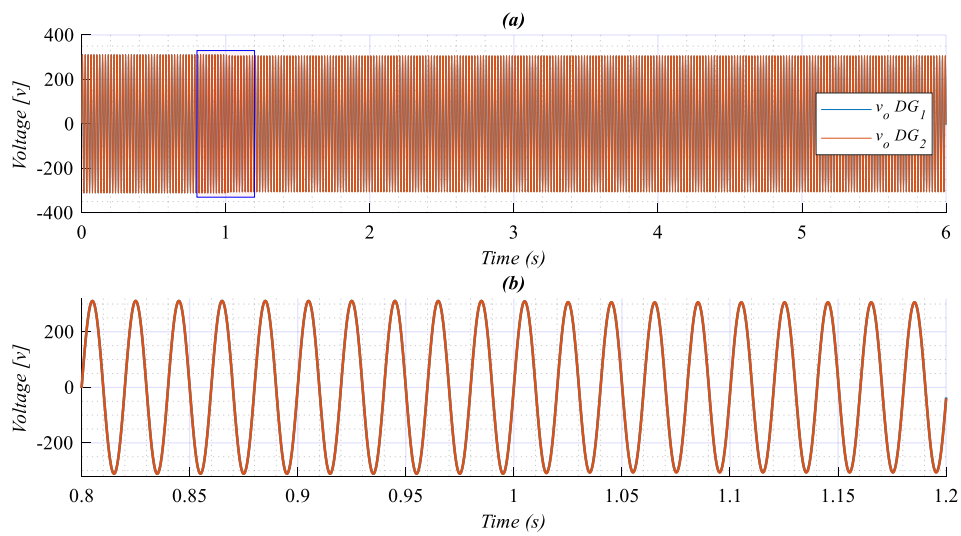 (a)
400
200
0
-200
-400
Voltage [v]
v_o DG_1
v_o DG_2
0 1 2 3 4 5 6
Time (s)
(b)
200
0
-200
Voltage [v]
0.8 0.85 0.9 0.95 1 1.05 1.1 1.15 1.2
Time (s)